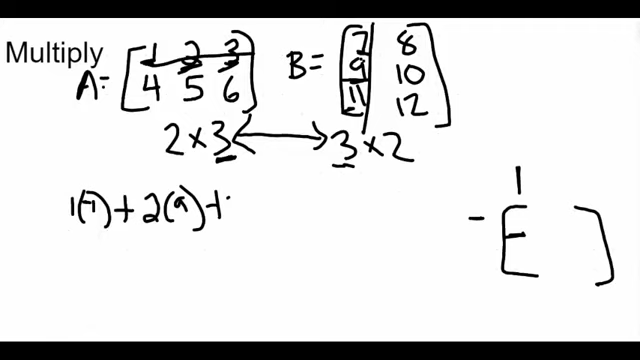 Multiply
A= [1 2 3
4 5 6]
B= [7 8
9 10
11 12]
2×3 ↔ 3×2
1(7) + 2(9) +